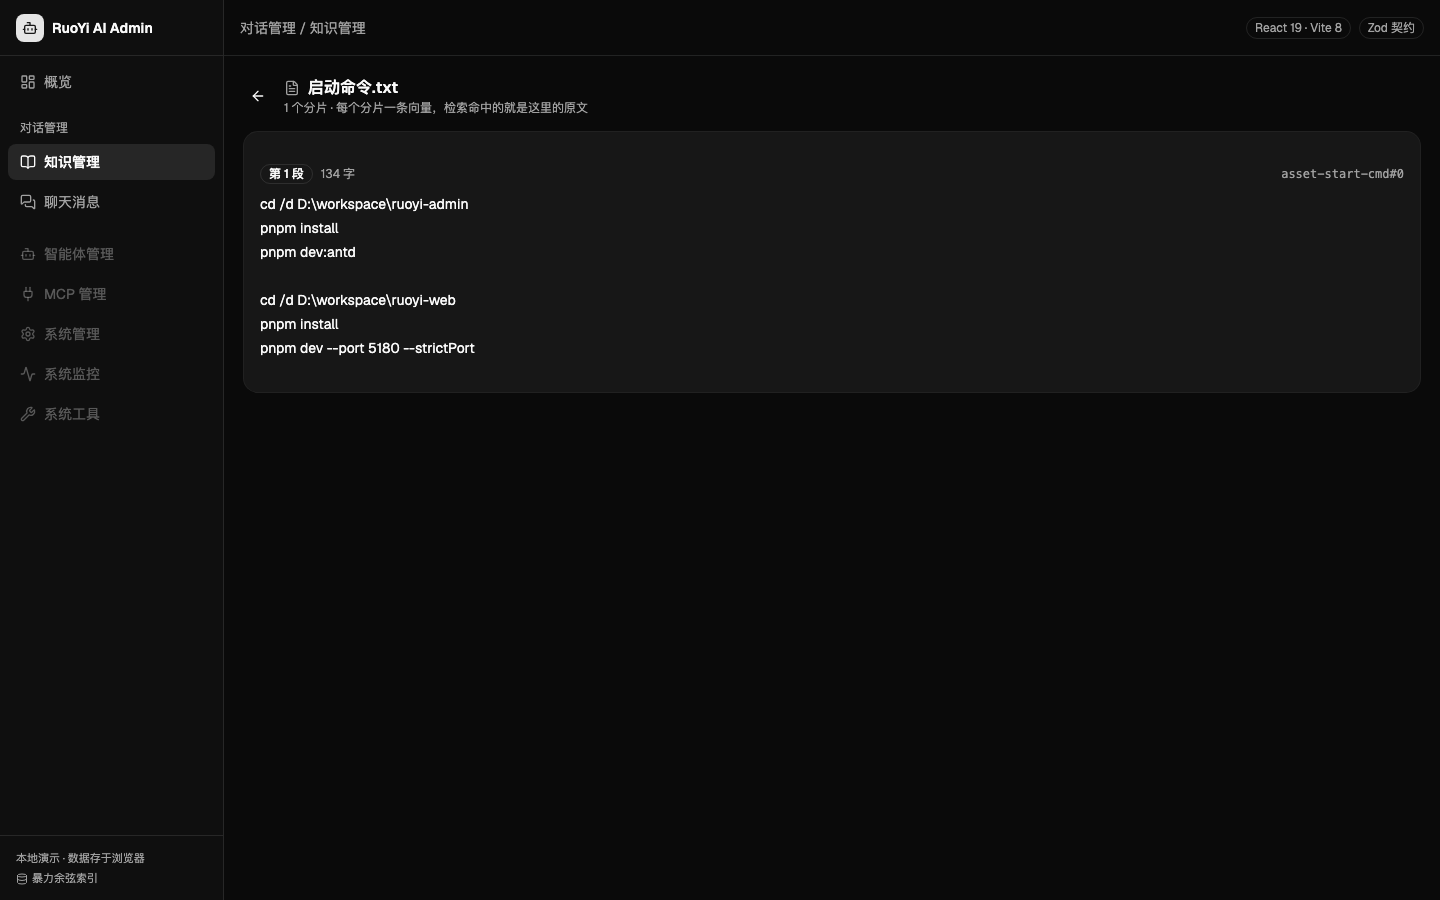 RuoYi AI Admin
概览
对话管理
知识管理
聊天消息
智能体管理
MCP 管理
系统管理
系统监控
系统工具
本地演示 · 数据存于浏览器
暴力余弦索引
对话管理 / 知识管理
React 19 · Vite 8
Zod 契约
启动命令.txt
1 个分片 · 每个分片一条向量，检索命中的就是这里的原文
第 1 段 134 字
asset-start-cmd#0
cd /d D:\workspace\ruoyi-admin
pnpm install
pnpm dev:antd
cd /d D:\workspace\ruoyi-web
pnpm install
pnpm dev --port 5180 --strictPort